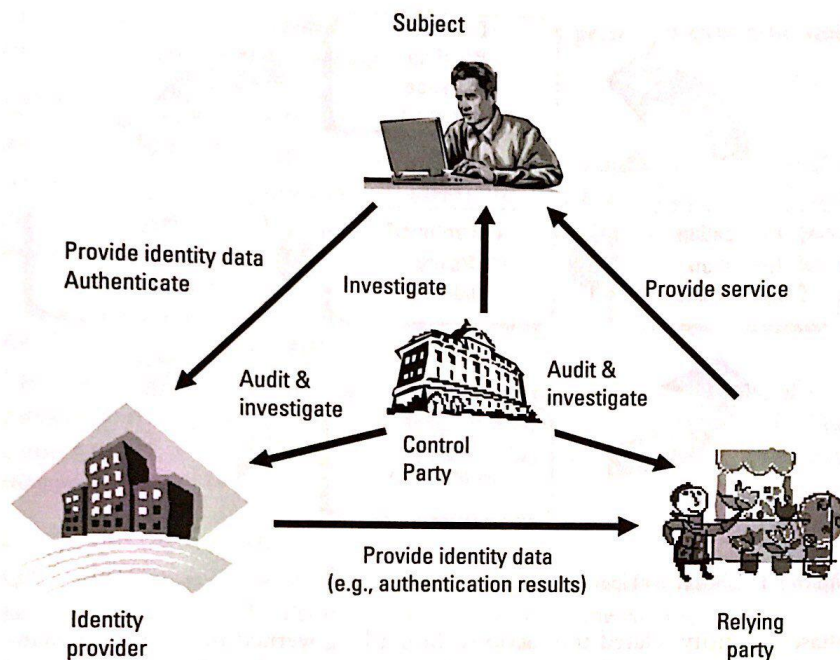 Subject
Provide identity data
Authenticate
Investigate
Provide service
Audit &
investigate
Audit &
investigate
Control
Party
Provide identity data
(e.g., authentication results)
Identity
provider
Relying
party